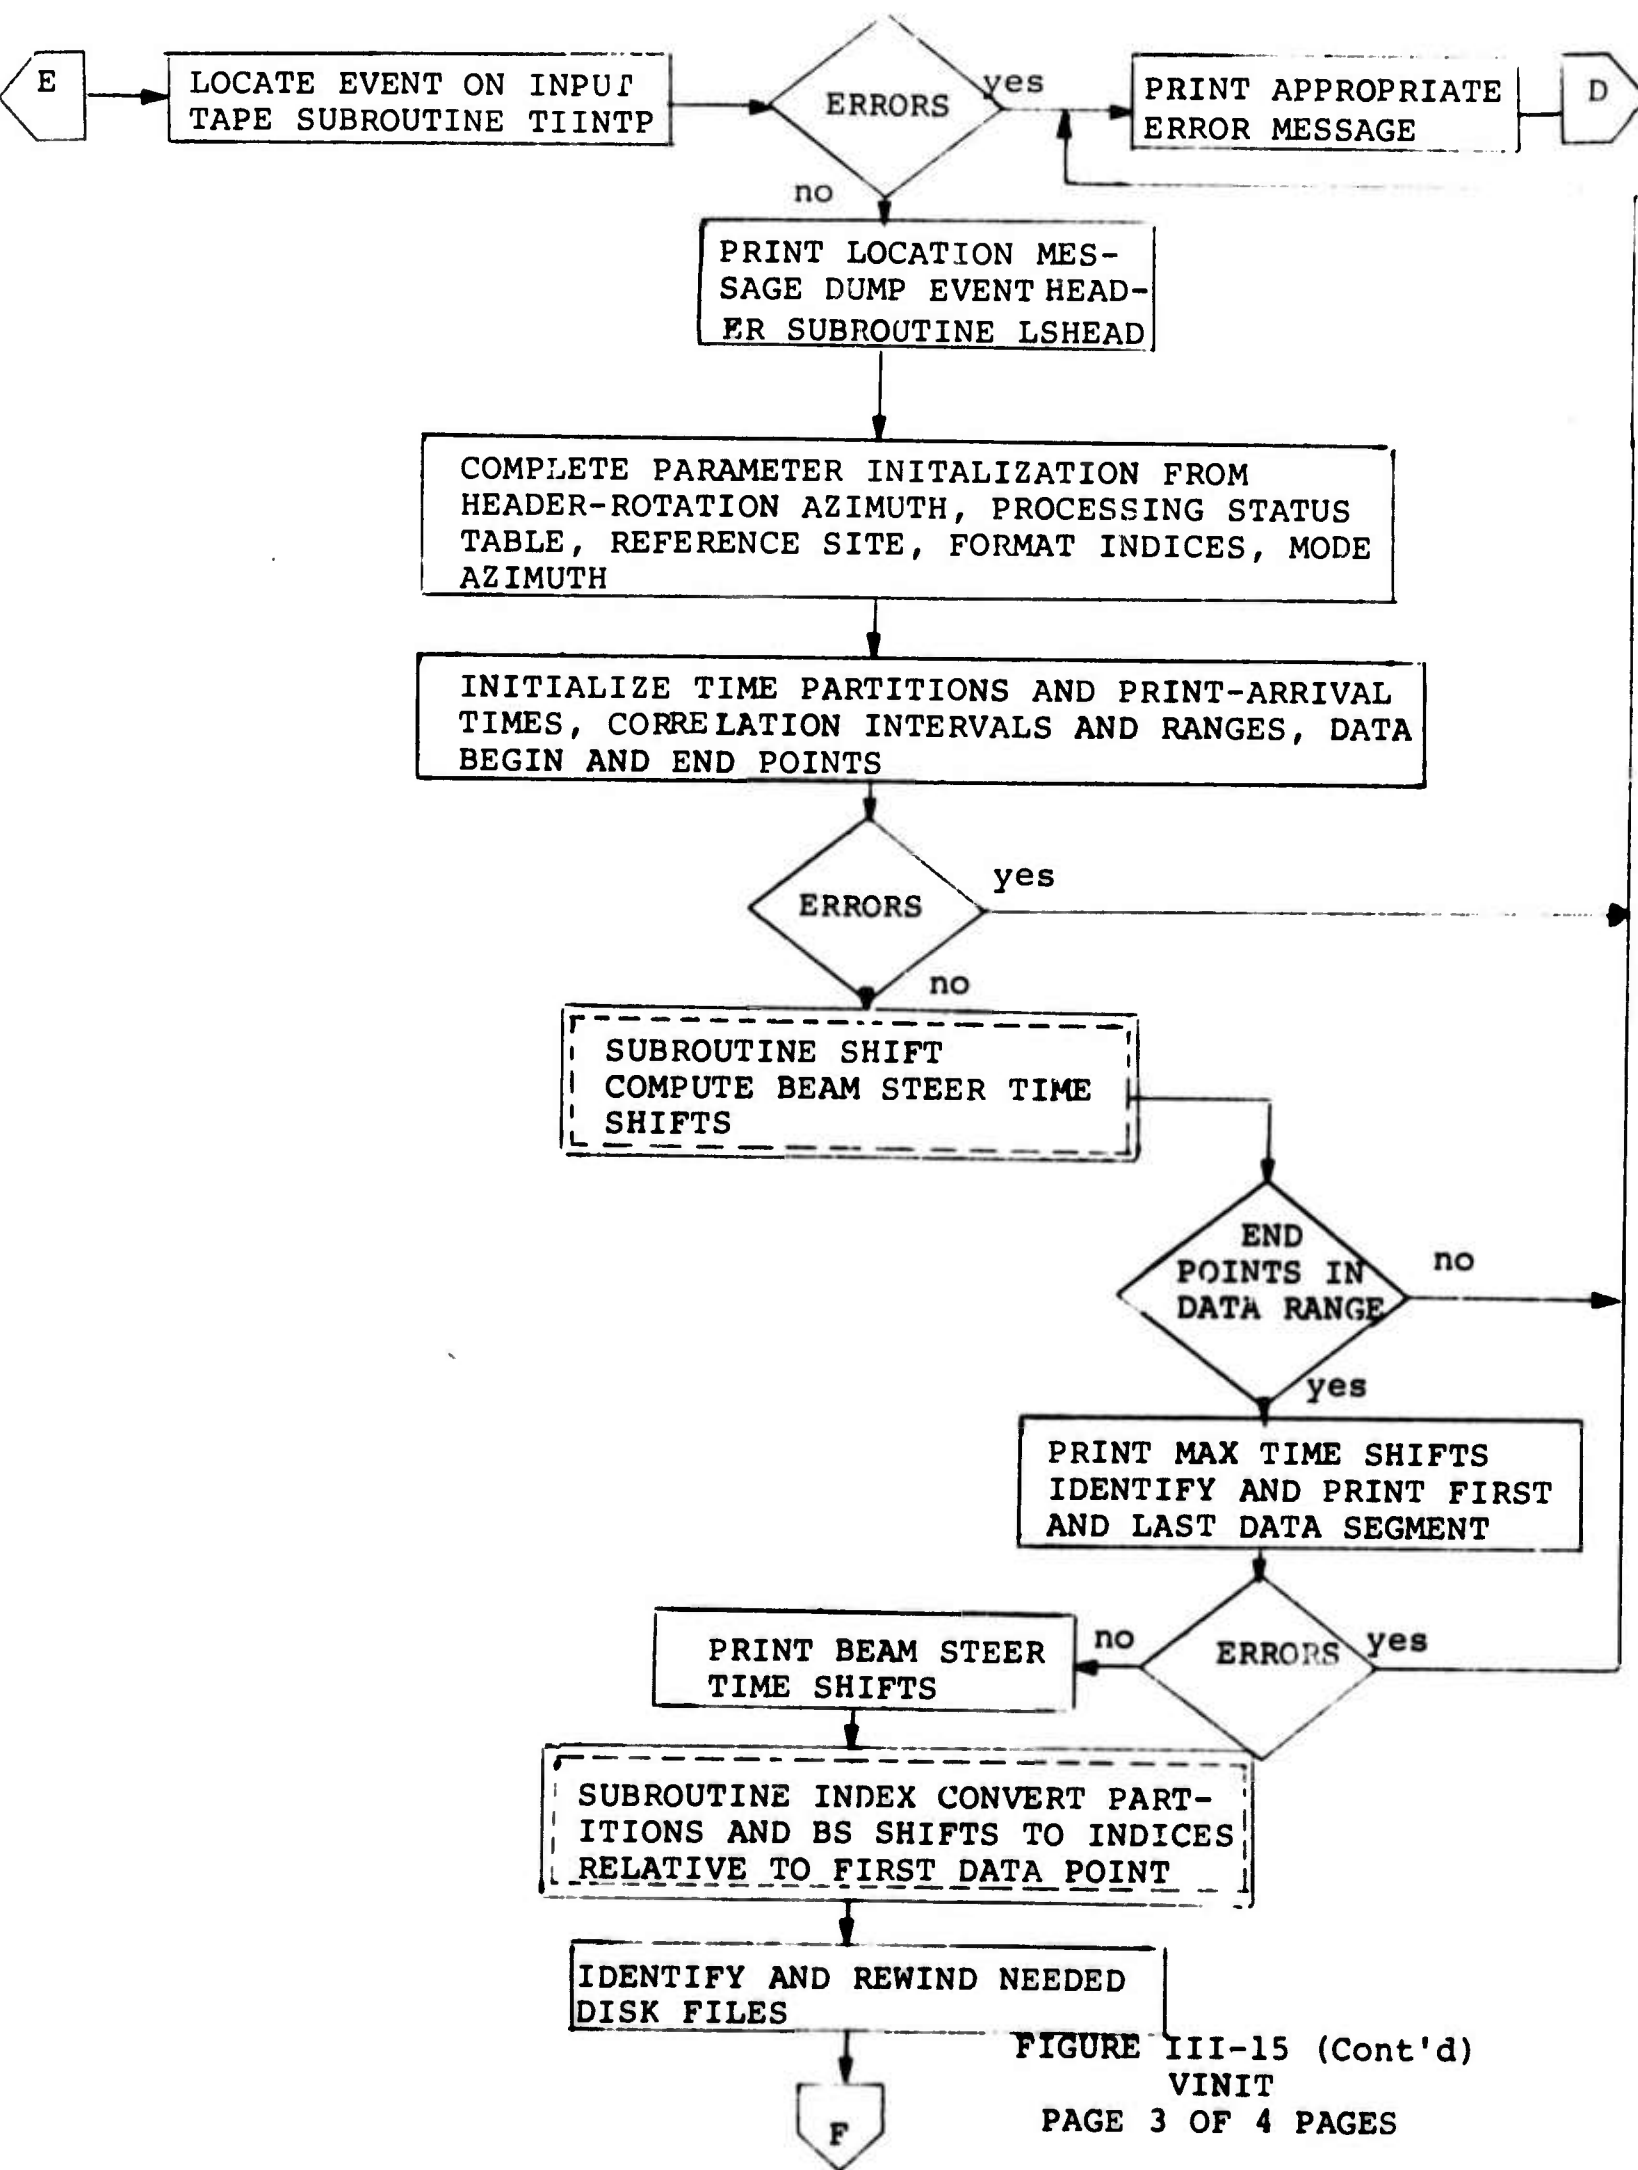 E
LOCATE EVENT ON INPUT
TAPE SUBROUTINE TIINTP
ERRORS
yes
PRINT APPROPRIATE
ERROR MESSAGE
D
no
PRINT LOCATION MES-
SAGE DUMP EVENT HEAD-
ER SUBROUTINE LSHEAD
COMPLETE PARAMETER INITALIZATION FROM
HEADER-ROTATION AZIMUTH, PROCESSING STATUS
TABLE, REFERENCE SITE, FORMAT INDICES, MODE
AZIMUTH
INITIALIZE TIME PARTITIONS AND PRINT-ARRIVAL
TIMES, CORRELATION INTERVALS AND RANGES, DATA
BEGIN AND END POINTS
ERRORS
yes
no
SUBROUTINE SHIFT
COMPUTE BEAM STEER TIME
SHIFTS
END
POINTS IN
DATA RANGE
no
yes
PRINT MAX TIME SHIFTS
IDENTIFY AND PRINT FIRST
AND LAST DATA SEGMENT
ERRORS
yes
no
PRINT BEAM STEER
TIME SHIFTS
SUBROUTINE INDEX CONVERT PART-
ITIONS AND BS SHIFTS TO INDICES
RELATIVE TO FIRST DATA POINT
IDENTIFY AND REWIND NEEDED
DISK FILES
F
FIGURE III-15 (Cont'd)
VINIT
PAGE 3 OF 4 PAGES